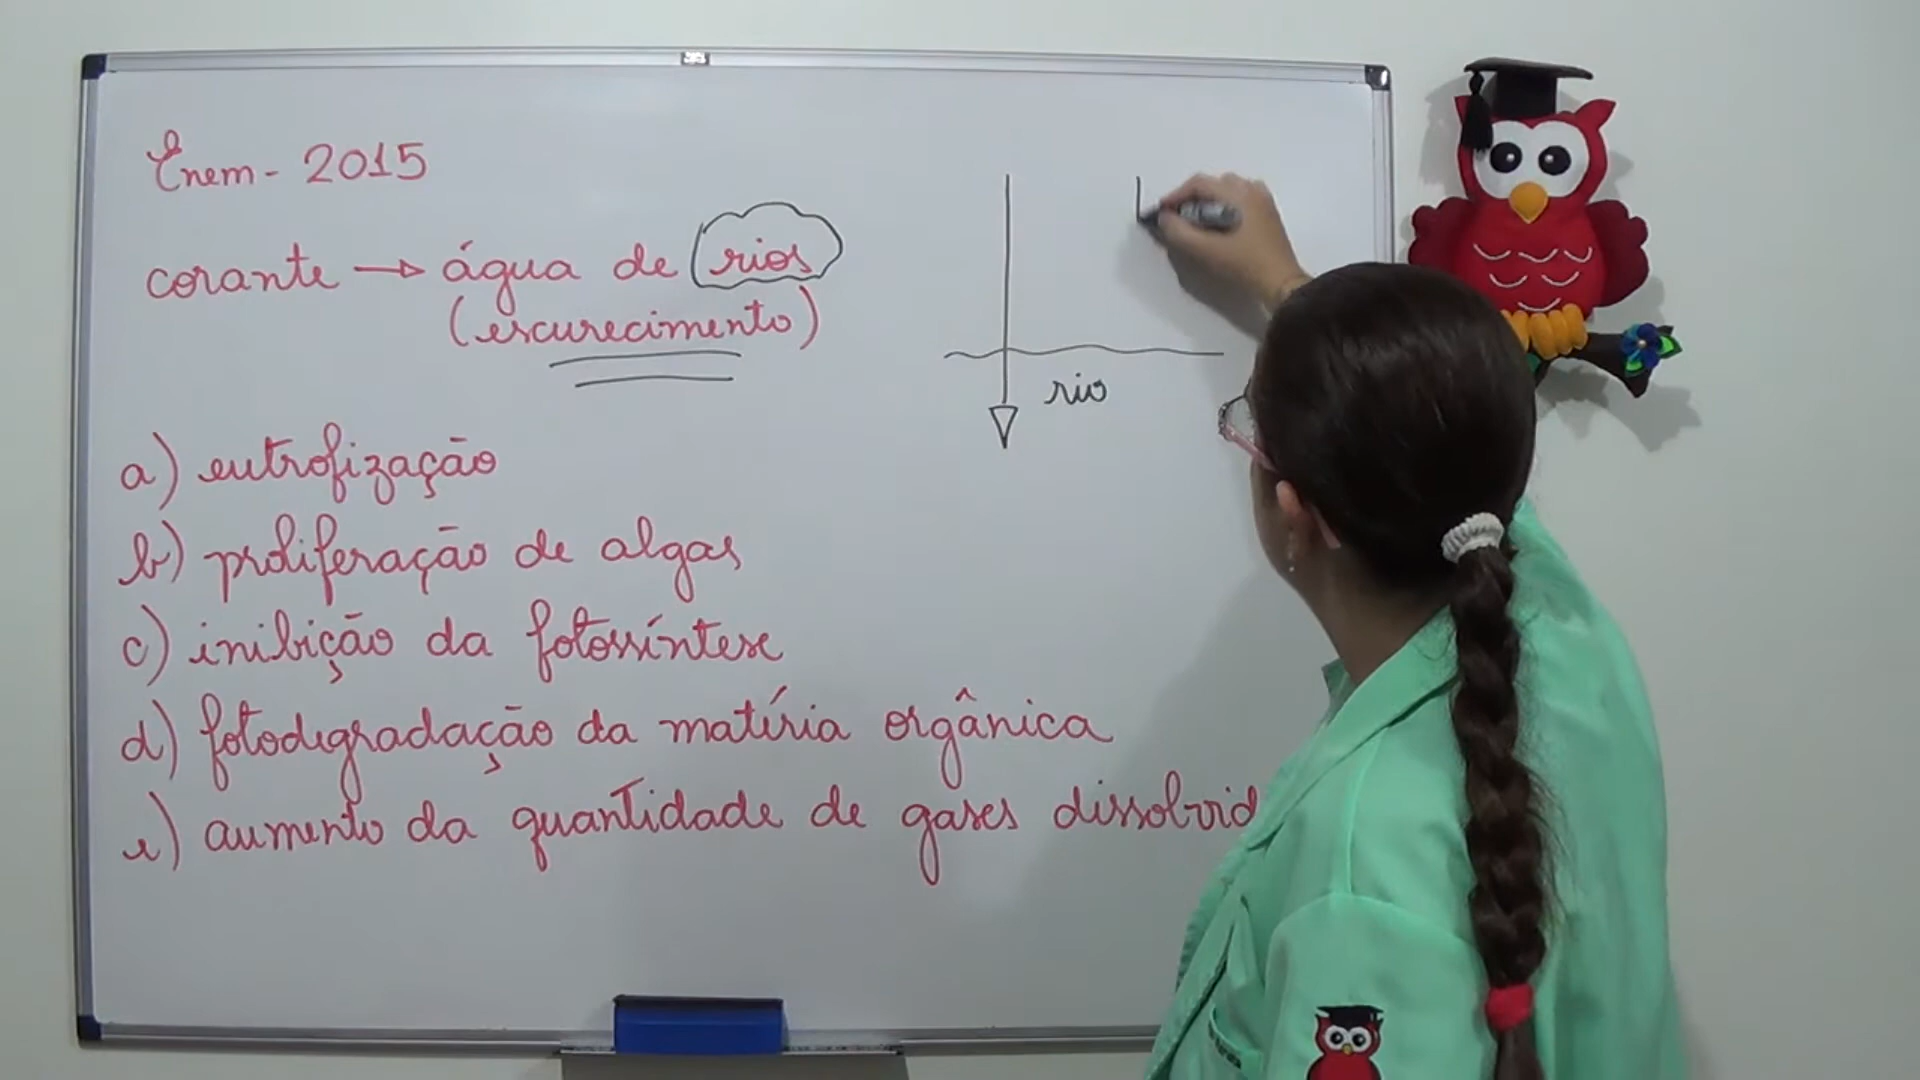 Enem - 2015
corante → água de rios
(escurecimento)
rio
a) eutrofização
b) proliferação de algas
c) inibição da fotossíntese
d) fotodegradação da matéria orgânica
e) aumento da quantidade de gases dissolvid